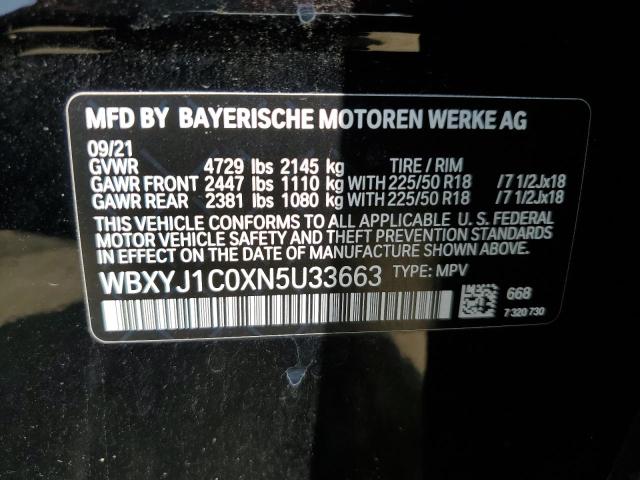 MFD BY BAYERISCHE MOTOREN WERKE AG
09/21
GVWR 4729 lbs 2145 kg TIRE / RIM
GAWR FRONT 2447 lbs 1110 kg WITH 225/50 R18 /7 1/2Jx18
GAWR REAR 2381 lbs 1080 kg WITH 225/50 R18 /7 1/2Jx18
THIS VEHICLE CONFORMS TO ALL APPLICABLE U. S. FEDERAL
MOTOR VEHICLE SAFETY, BUMPER, AND THEFT PREVENTION STANDARDS
IN EFFECT ON THE DATE OF MANUFACTURE SHOWN ABOVE.
WBXYJ1C0XN5U33663 TYPE: MPV
668
7 320 730